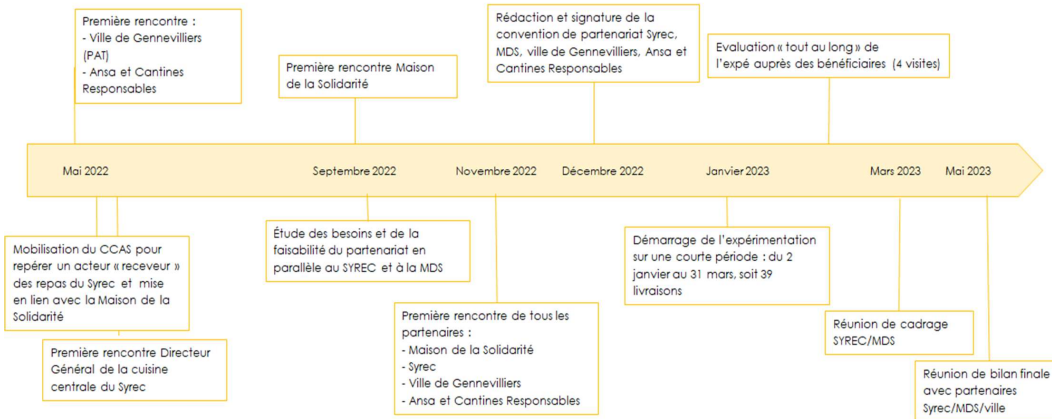 Première rencontre :
- Ville de Gennevilliers
(PAT)
- Ansa et Cantines
Responsables
Première rencontre Maison
de la Solidarité
Rédaction et signature de la
convention de partenariat Syrec,
MDS, ville de Gennevilliers, Ansa et
Cantines Responsables
Evaluation « tout au long » de
l'expé auprès des bénéficiaires (4 visites)
Mai 2022
Septembre 2022
Novembre 2022
Décembre 2022
Janvier 2023
Mars 2023
Mai 2023
Mobilisation du CCAS pour
repérer un acteur « receveur »
des repas du Syrec et mise
en lien avec la Maison de la
Solidarité
Première rencontre Directeur
Général de la cuisine
centrale du Syrec
Étude des besoins et de la
faisabilité du partenariat en
parallèle au SYREC et à la MDS
Première rencontre de tous les
partenaires :
- Maison de la Solidarité
- Syrec
- Ville de Gennevilliers
- Ansa et Cantines Responsables
Démarrage de l'expérimentation
sur une courte période : du 2
janvier au 31 mars, soit 39
livraisons
Réunion de cadrage
SYREC/MDS
Réunion de bilan finale
avec partenaires
Syrec/MDS/ville